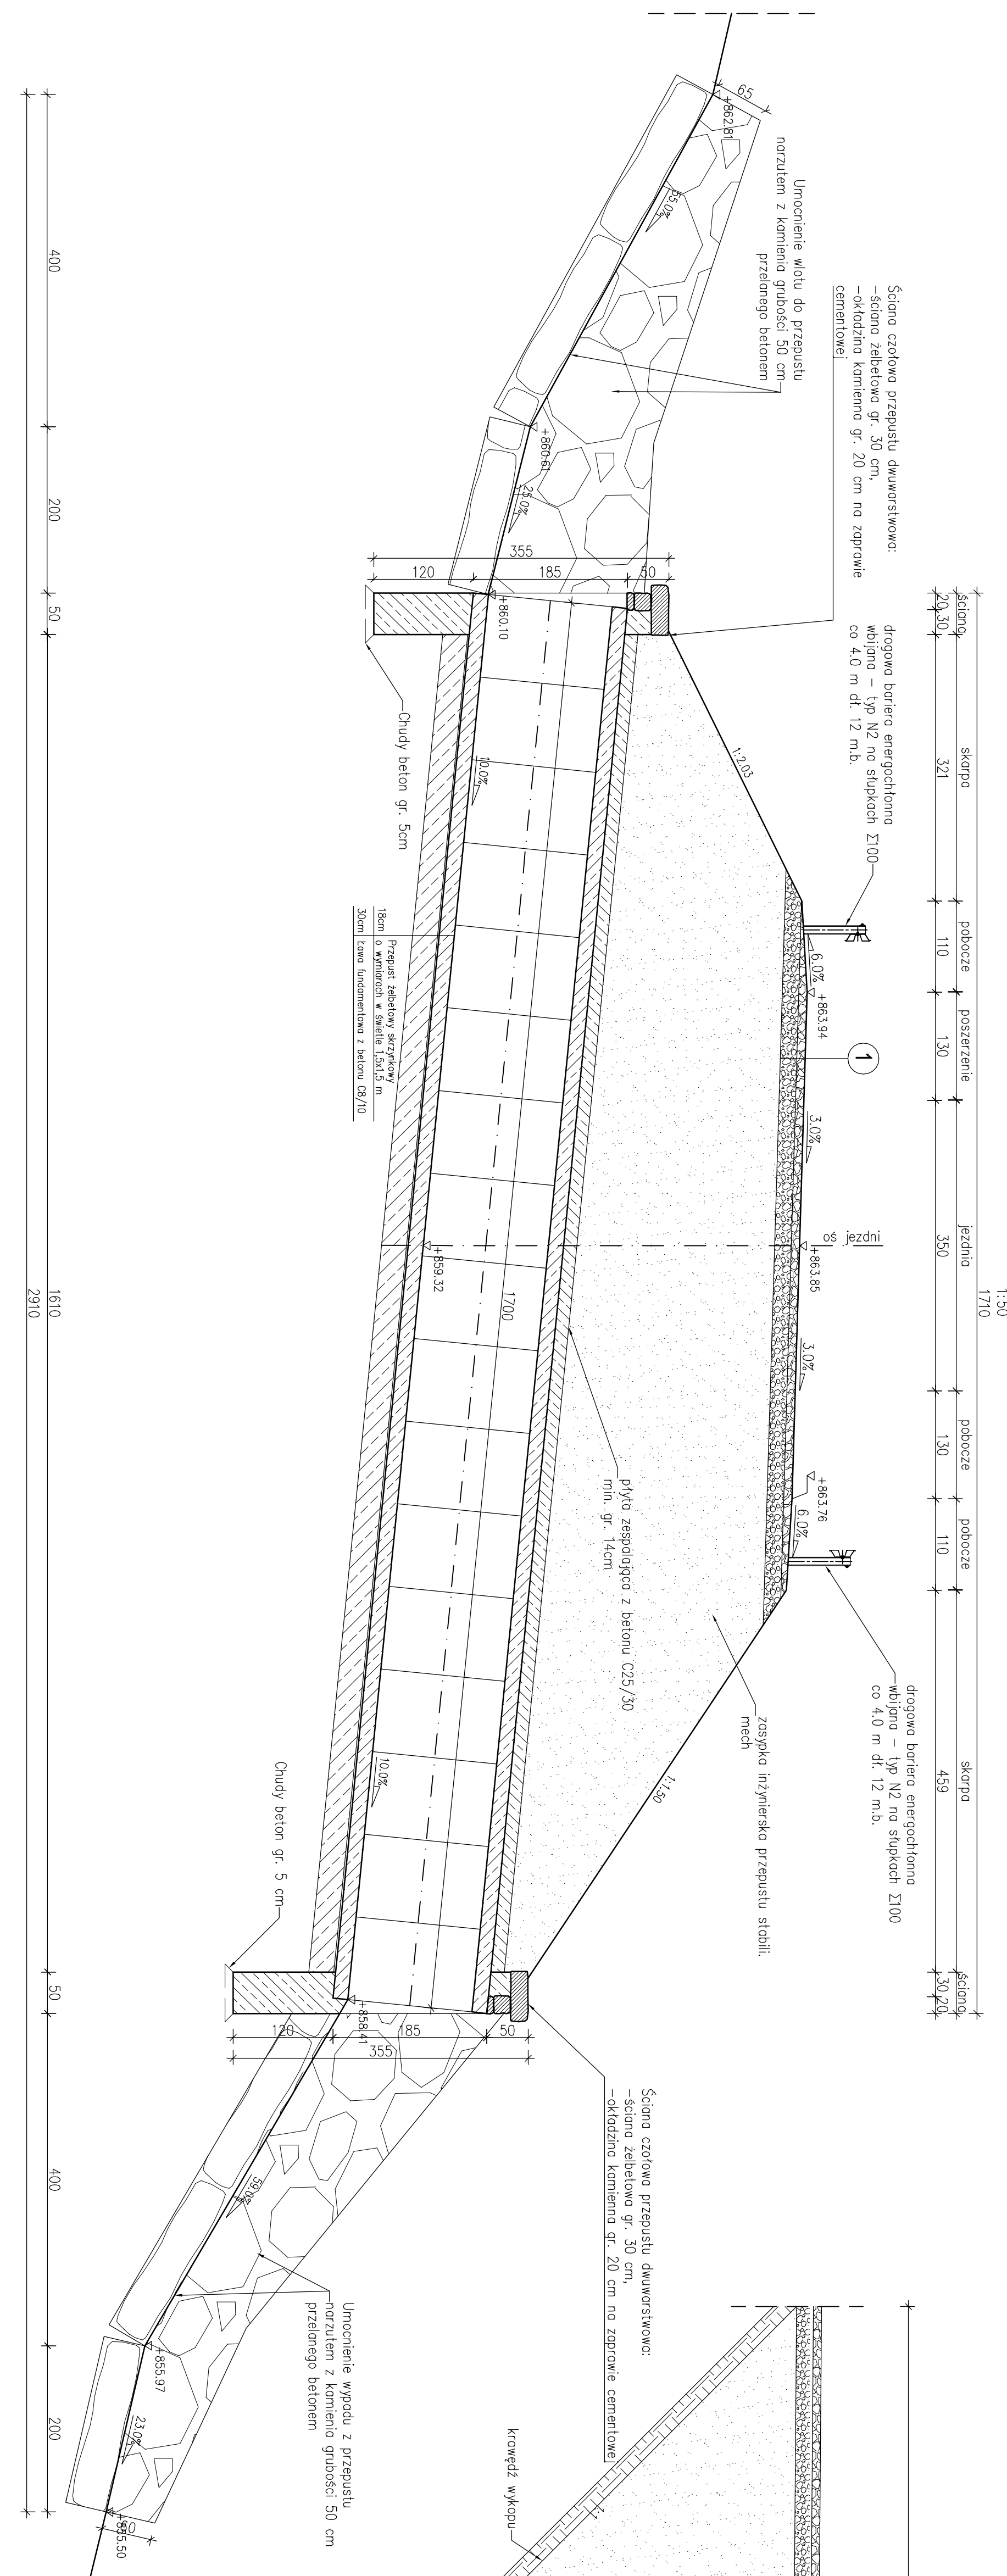 1:50
1710
ściana
skarpa
pobocze
poszerzenie
jezdnia
pobocze
pobocze
skarpa
ściana
20 30
321
110
130
350
130
110
459
30 20
Ściana czołowa przepustu dwuwarstwowa:
-ściana żelbetowa gr. 30 cm,
-okładzina kamienna gr. 20 cm na zaprawie
cementowej
drogowa bariera energochłonna
wbijana - typ N2 na słupkach Σ100
co 4.0 m dł. 12 m.b.
drogowa bariera energochłonna
wbijana - typ N2 na słupkach Σ100
co 4.0 m dł. 12 m.b.
Umocnienie wlotu do przepustu
narzutem z kamienia grubości 50 cm
przelanego betonem
65
+862.81
55.0%
+860.61
25.0%
+860.10
355
120
185
50
1:2.03
6.0%
+863.94
1
3.0%
oś jezdni
+863.85
3.0%
+863.76
6.0%
1:1.50
zasypka inżynierska przepustu stabili.
mech
płyta zespalająca z betonu C25/30
min. gr. 14cm
10.0%
1700
+859.32
10.0%
Chudy beton gr. 5cm
Przepust żelbetowy skrzynkowy
18cm o wymiarach w świetle 1,5x1,5 m
30cm Ława fundamentowa z betonu C8/10
Chudy beton gr. 5 cm
+858.41
120
185
50
355
Ściana czołowa przepustu dwuwarstwowa:
-ściana żelbetowa gr. 30 cm,
-okładzina kamienna gr. 20 cm na zaprawie cementowej
59.0%
Umocnienie wypadu z przepustu
narzutem z kamienia grubości 50 cm
przelanego betonem
+855.97
23.0%
+855.50
60
krawędź wykopu
400
200
50
1610
50
400
200
2910